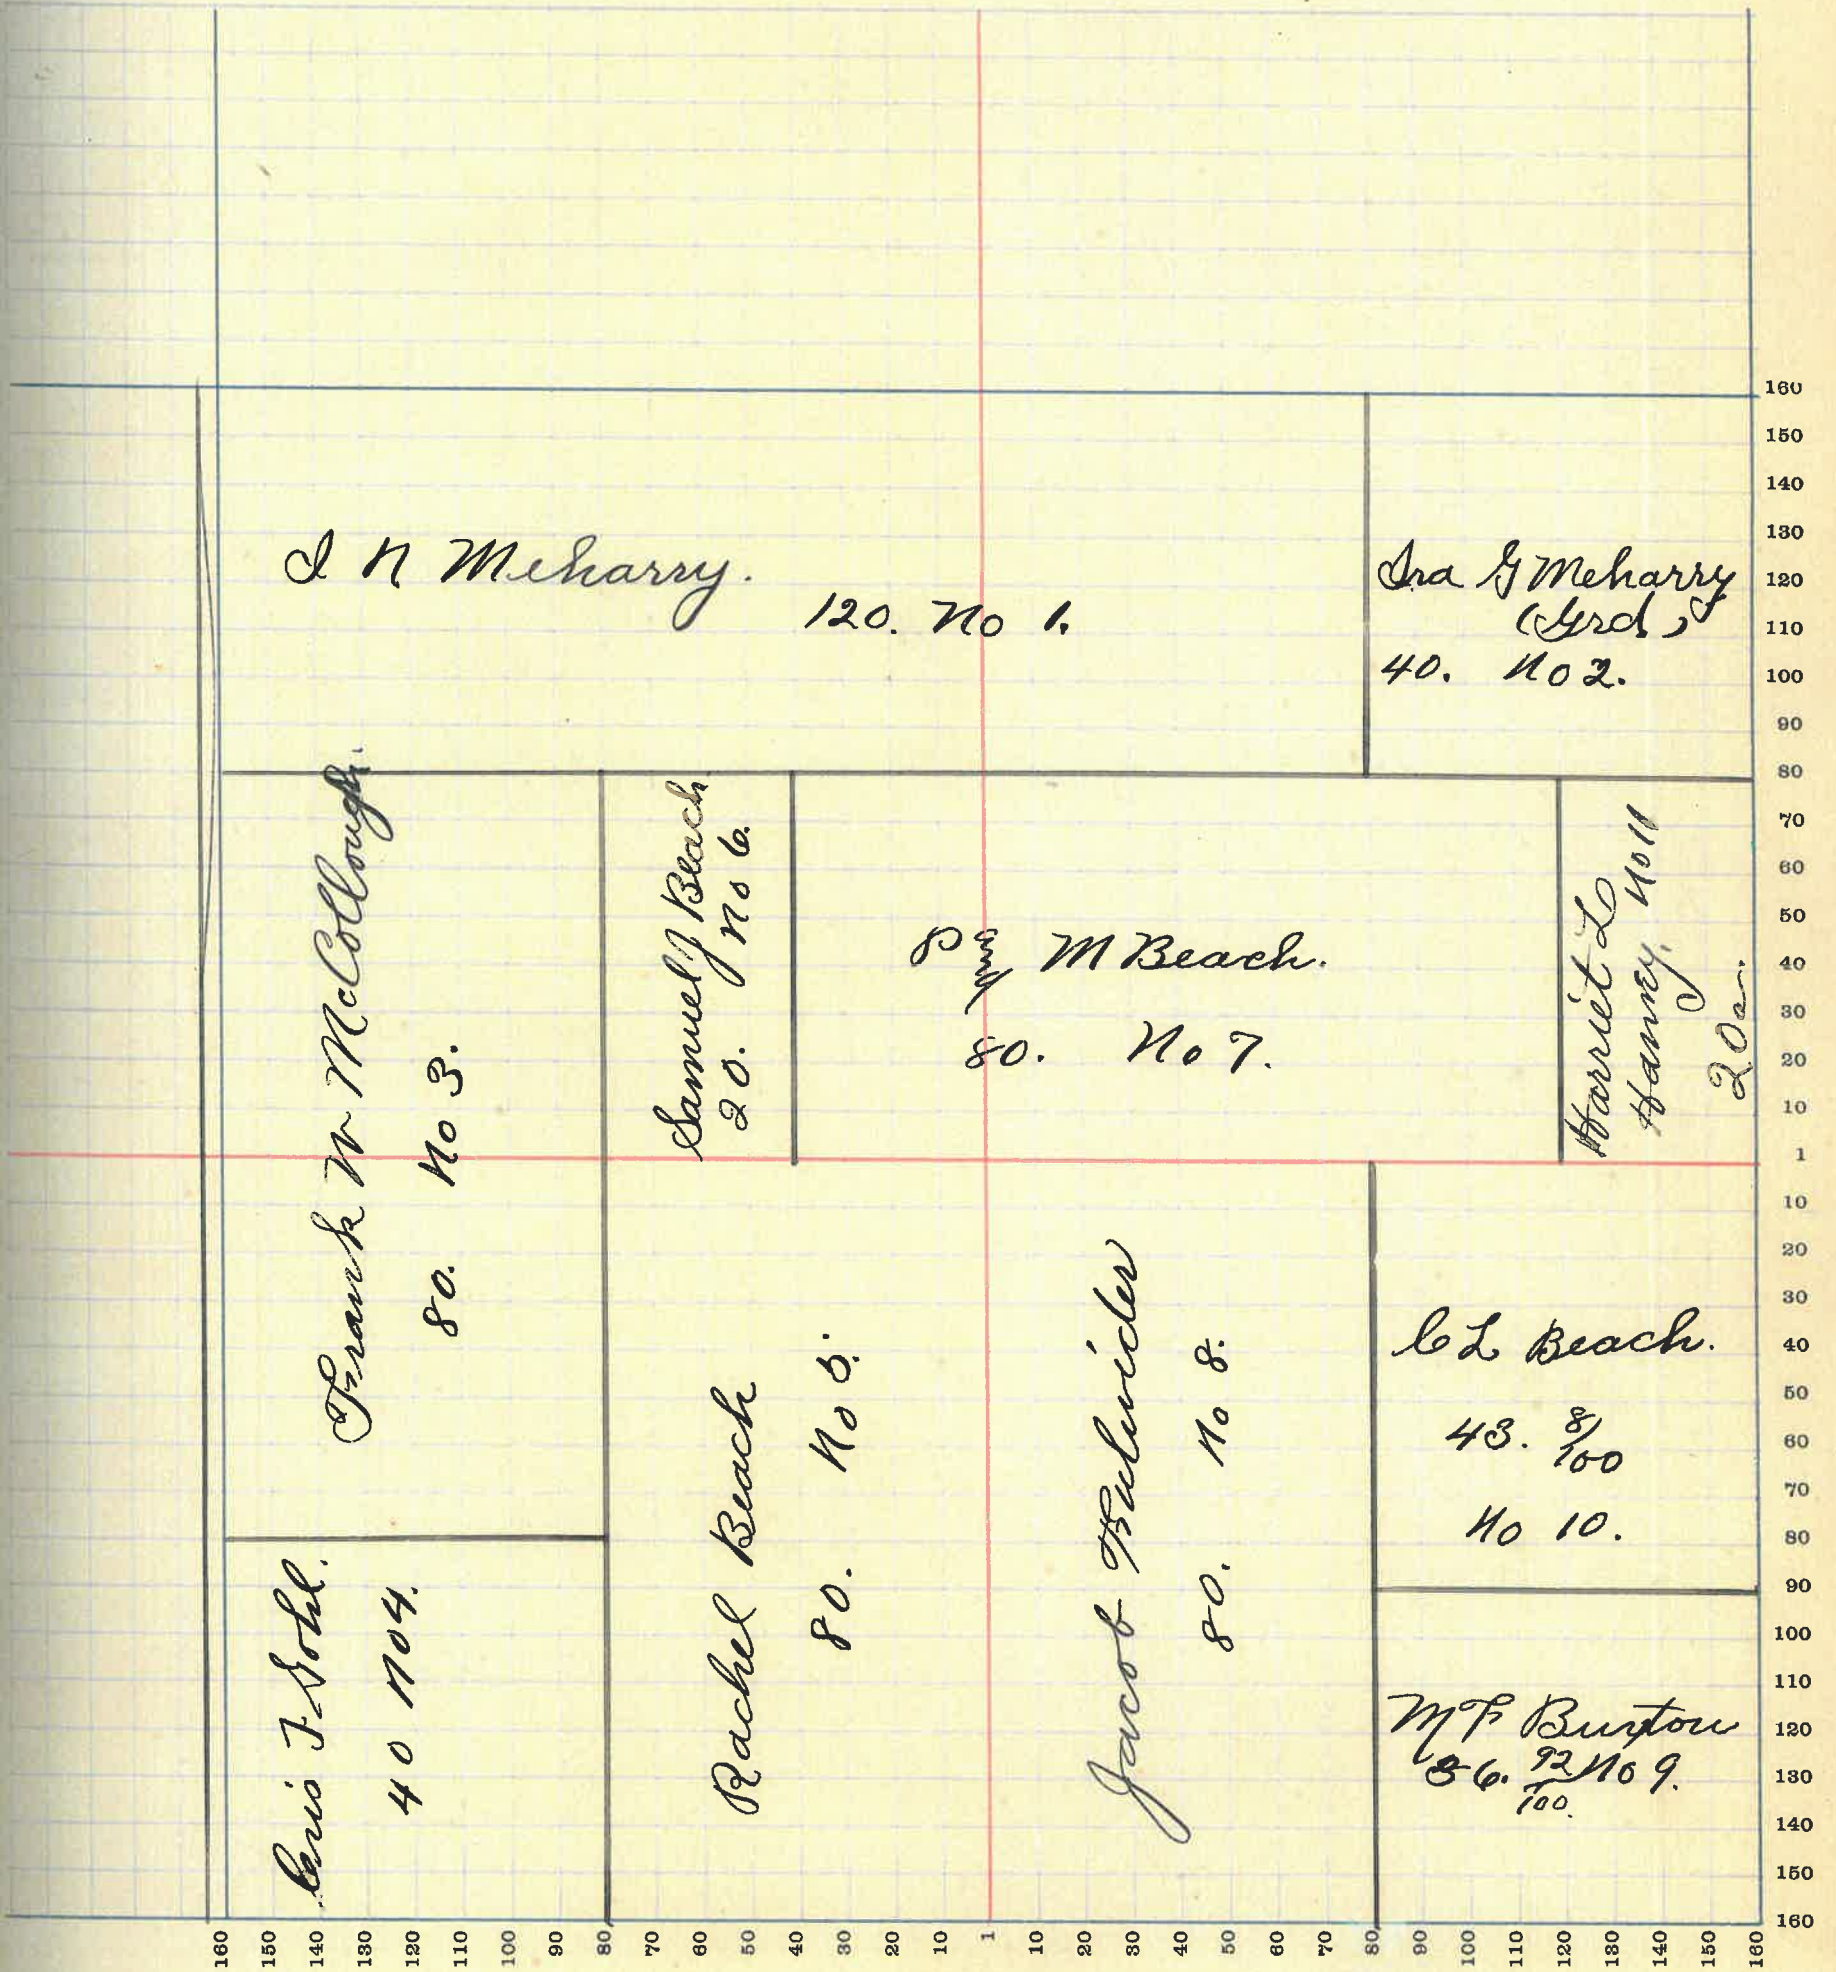 I N Meharry.
120. No 1.
Ira G Meharry
(Grd)
40. No 2.
Frank W McCollough.
80. No 3.
Samuel J Beach
20. No 6.
M Beach.
80. No 7.
Harriet L
Haney. No 11
20a.
Rachel Beach
80. No 5.
Jacob Fulwider
80. No 8.
C L Beach.
43. 8/100
No 10.
40 No 4.
M F Burton
36. 92/100 No 9.
160
150
140
130
120
110
100
90
80
70
60
50
40
30
20
10
1
10
20
30
40
50
60
70
80
90
100
110
120
130
140
150
160
160 150 140 130 120 110 100 90 80 70 60 50 40 30 20 10 1 10 20 30 40 50 60 70 80 90 100 110 120 130 140 150 160